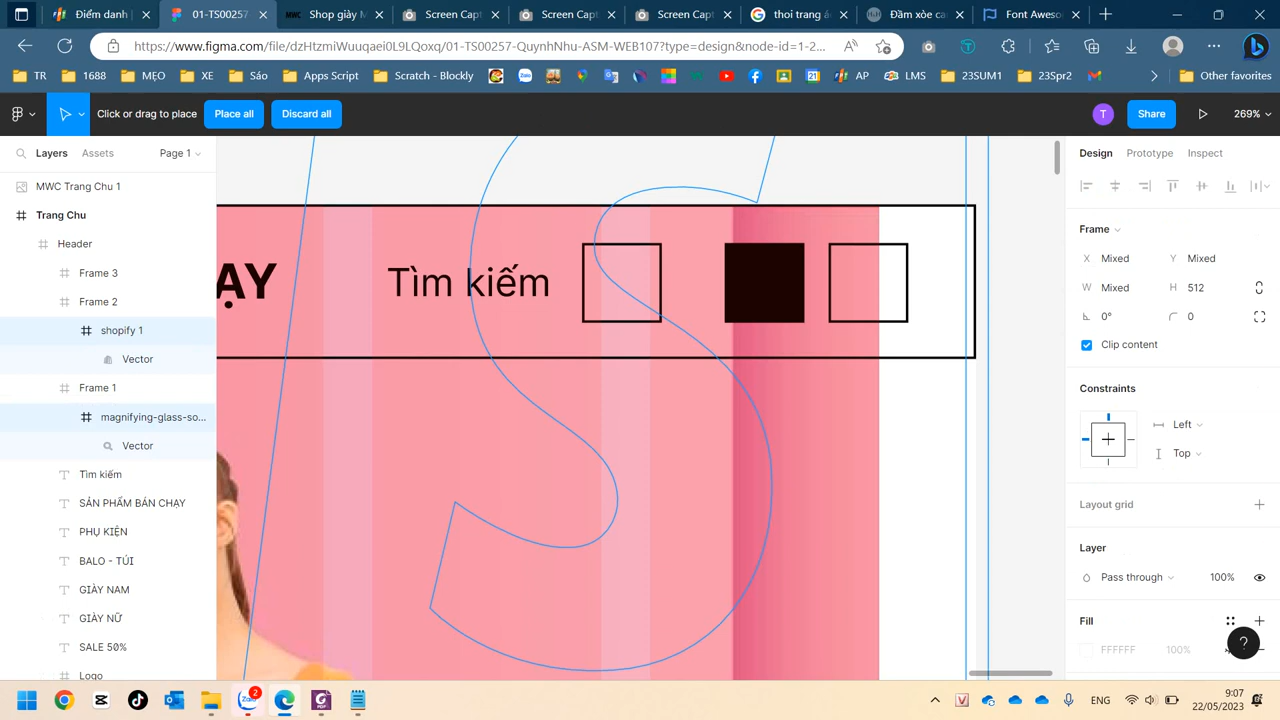 Điểm danh |
01-TS00257
MWC
Shop giày M
Screen Capt
Screen Capt
Screen Capt
thoi trang á
Đầm xòe ca
Font Aweso
https://www.figma.com/file/dzHtzmiWuuqaei0L9LQoxq/01-TS00257-QuynhNhu-ASM-WEB107?type=design&node-id=1-2...
TR
1688
MẸO
XE
Sáo
Apps Script
Scratch - Blockly
AP
LMS
23SUM1
23Spr2
Other favorites
Click or drag to place
Place all
Discard all
T
Share
269%
Layers
Assets
Page 1
MWC Trang Chu 1
Trang Chu
Header
Frame 3
Frame 2
shopify 1
Vector
Frame 1
magnifying-glass-so...
Vector
Tìm kiếm
SẢN PHẨM BÁN CHẠY
PHỤ KIỆN
BALO - TÚI
GIÀY NAM
GIÀY NỮ
SALE 50%
Logo
ẠY
Tìm kiếm
Design
Prototype
Inspect
Frame
X Mixed
Y Mixed
W Mixed
H 512
0°
0
Clip content
Constraints
Left
Top
Layout grid
Layer
Pass through
100%
Fill
FFFFFF
100%
?
Zalo
2
ENG
9:07
22/05/2023